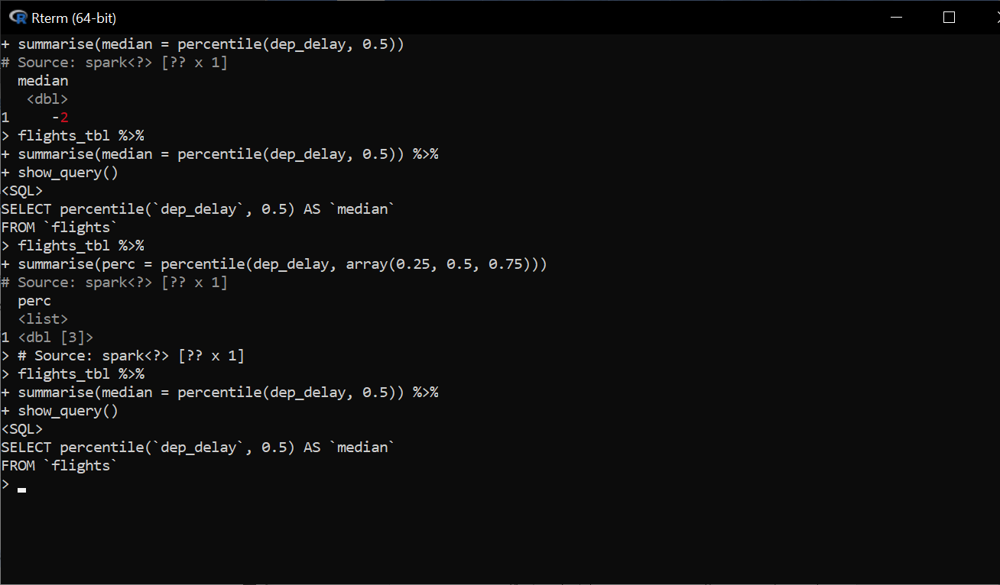 Rterm (64-bit)
+ summarise(median = percentile(dep_delay, 0.5))
# Source: spark<?> [?? x 1]
  median
   <dbl>
1     -2
> flights_tbl %>%
+ summarise(median = percentile(dep_delay, 0.5)) %>%
+ show_query()
<SQL>
SELECT percentile(`dep_delay`, 0.5) AS `median`
FROM `flights`
> flights_tbl %>%
+ summarise(perc = percentile(dep_delay, array(0.25, 0.5, 0.75)))
# Source: spark<?> [?? x 1]
  perc
  <list>
1 <dbl [3]>
> # Source: spark<?> [?? x 1]
> flights_tbl %>%
+ summarise(median = percentile(dep_delay, 0.5)) %>%
+ show_query()
<SQL>
SELECT percentile(`dep_delay`, 0.5) AS `median`
FROM `flights`
>